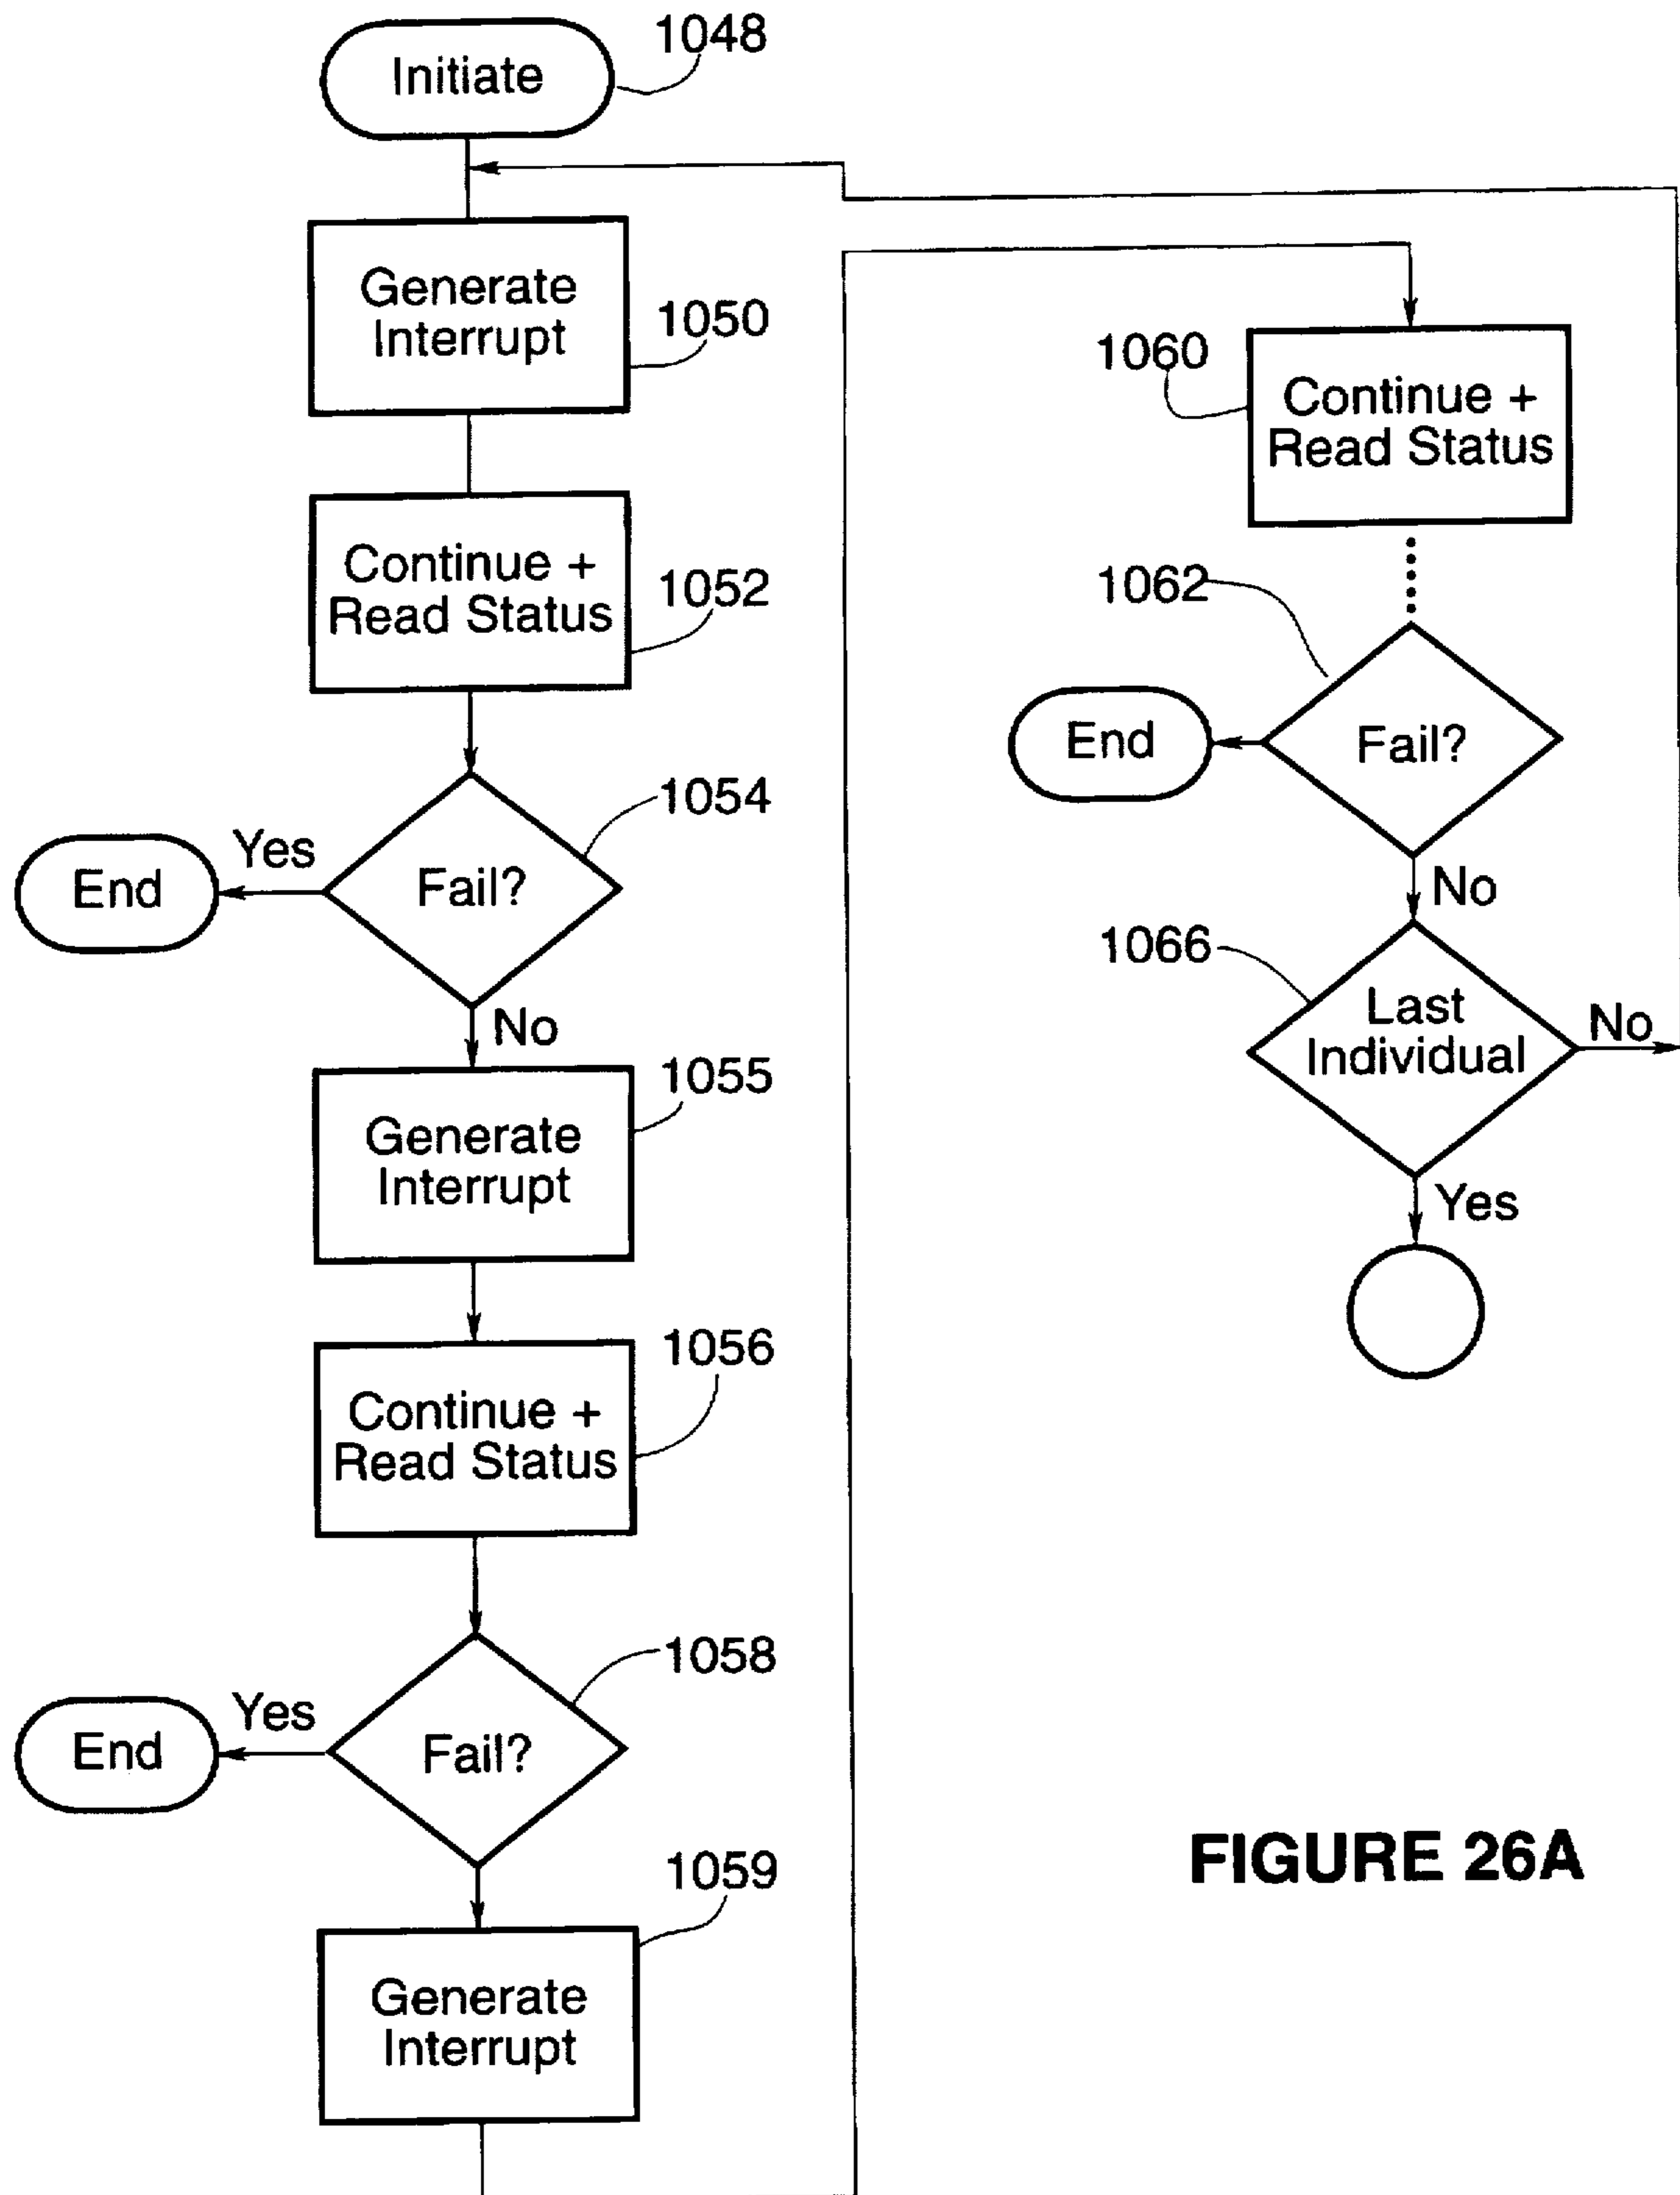 Initiate
1048
Generate
Interrupt
1050
Continue +
Read Status
1052
1054
Fail?
Yes
End
No
1055
Generate
Interrupt
1056
Continue +
Read Status
1058
Fail?
Yes
End
1059
Generate
Interrupt
1060
Continue +
Read Status
1062
Fail?
End
No
1066
Last
Individual
No
Yes
FIGURE 26A